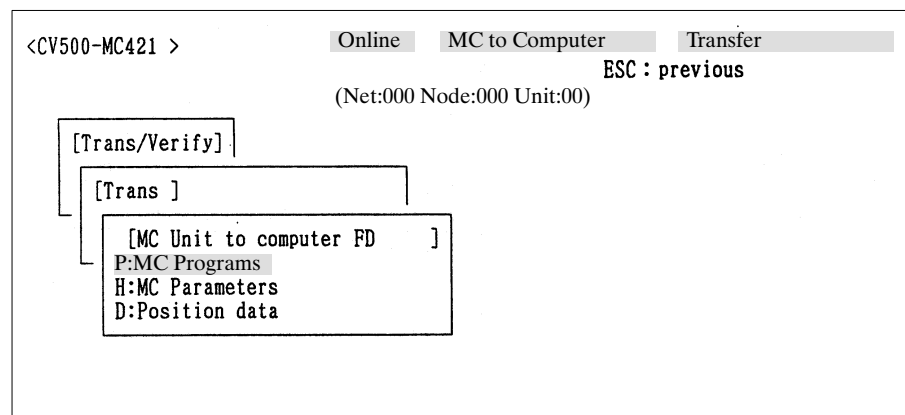 <CV500-MC421 > Online MC to Computer Transfer
ESC : previous
(Net:000 Node:000 Unit:00)
[Trans/Verify]
[Trans ]
[MC Unit to computer FD ]
P:MC Programs
H:MC Parameters
D:Position data